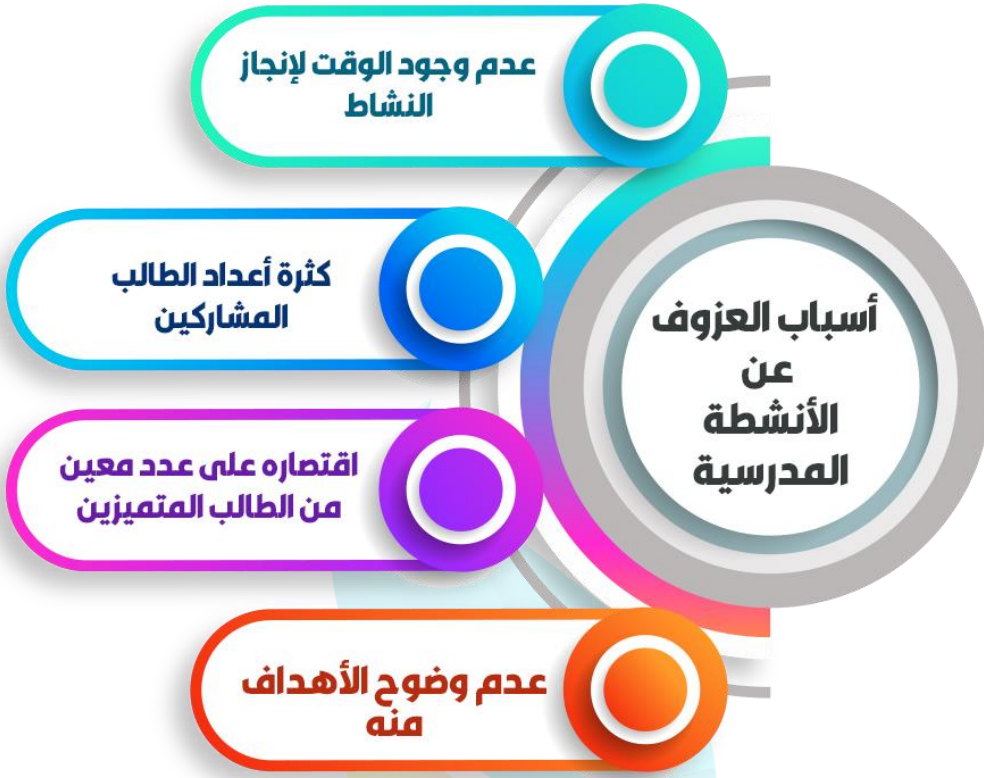 أسباب العزوف
عن
الأنشطة
المدرسية
عدم وجود الوقت لإنجاز
النشاط
كثرة أعداد الطالب
المشاركين
اقتصاره على عدد معين
من الطالب المتميزين
عدم وضوح الأهداف
منه